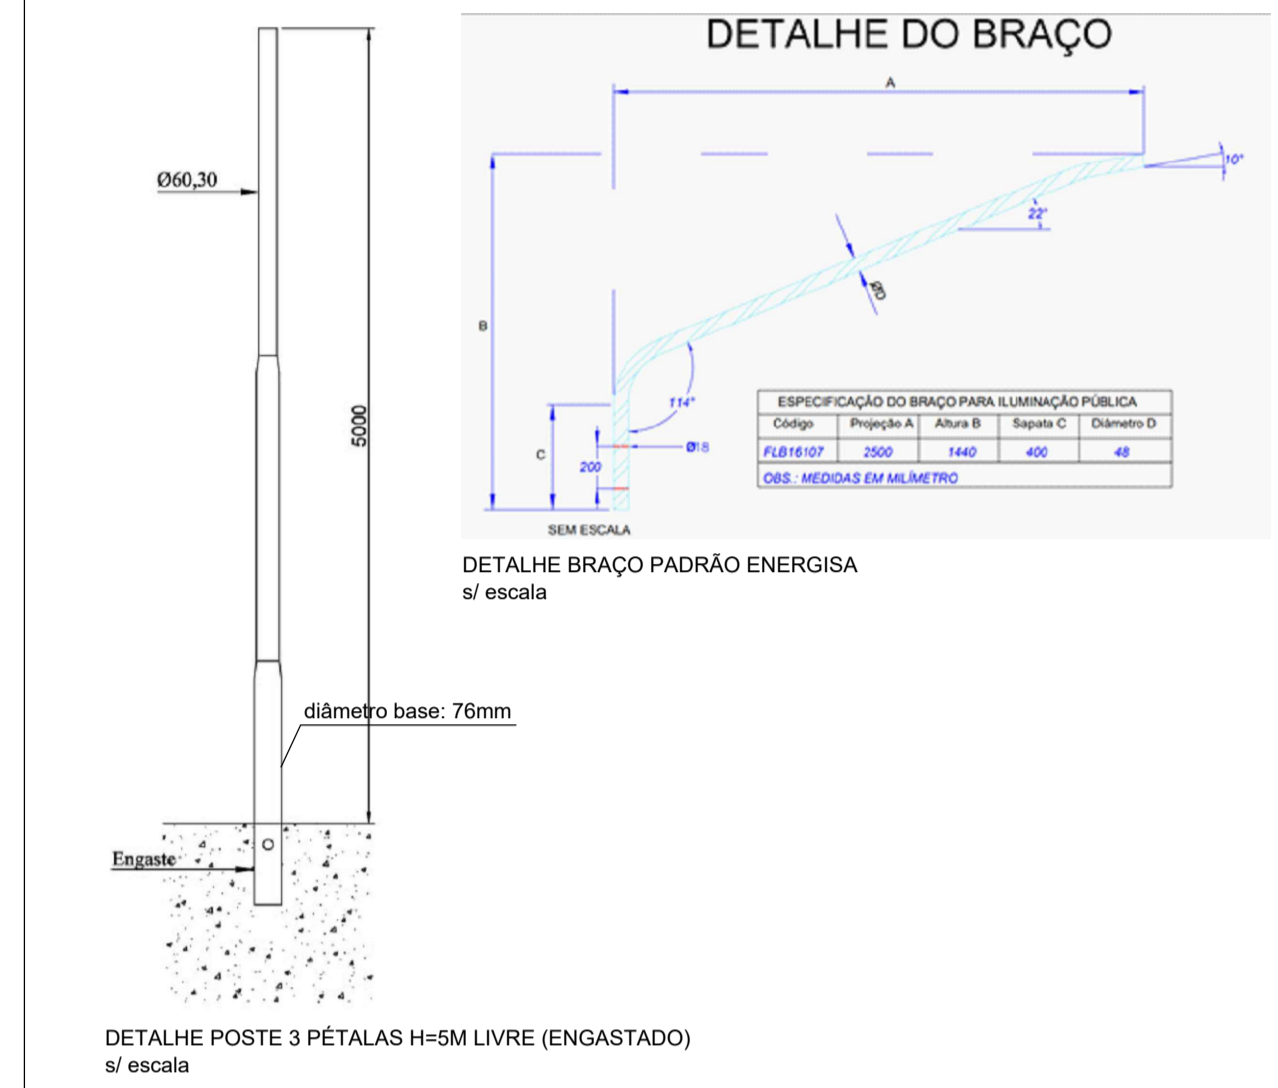 5000
Ø60,30
diâmetro base: 76mm
Engaste
DETALHE POSTE 3 PÉTALAS H=5M LIVRE (ENGASTADO)
s/ escala
DETALHE DO BRAÇO
A
10°
22°
ØD
B
114°
C
200
Ø18
SEM ESCALA
ESPECIFICAÇÃO DO BRAÇO PARA ILUMINAÇÃO PÚBLICA
Código Projeção A Altura B Sapata C Diâmetro D
FLB16107 2500 1440 400 48
OBS.: MEDIDAS EM MILÍMETRO
DETALHE BRAÇO PADRÃO ENERGISA
s/ escala